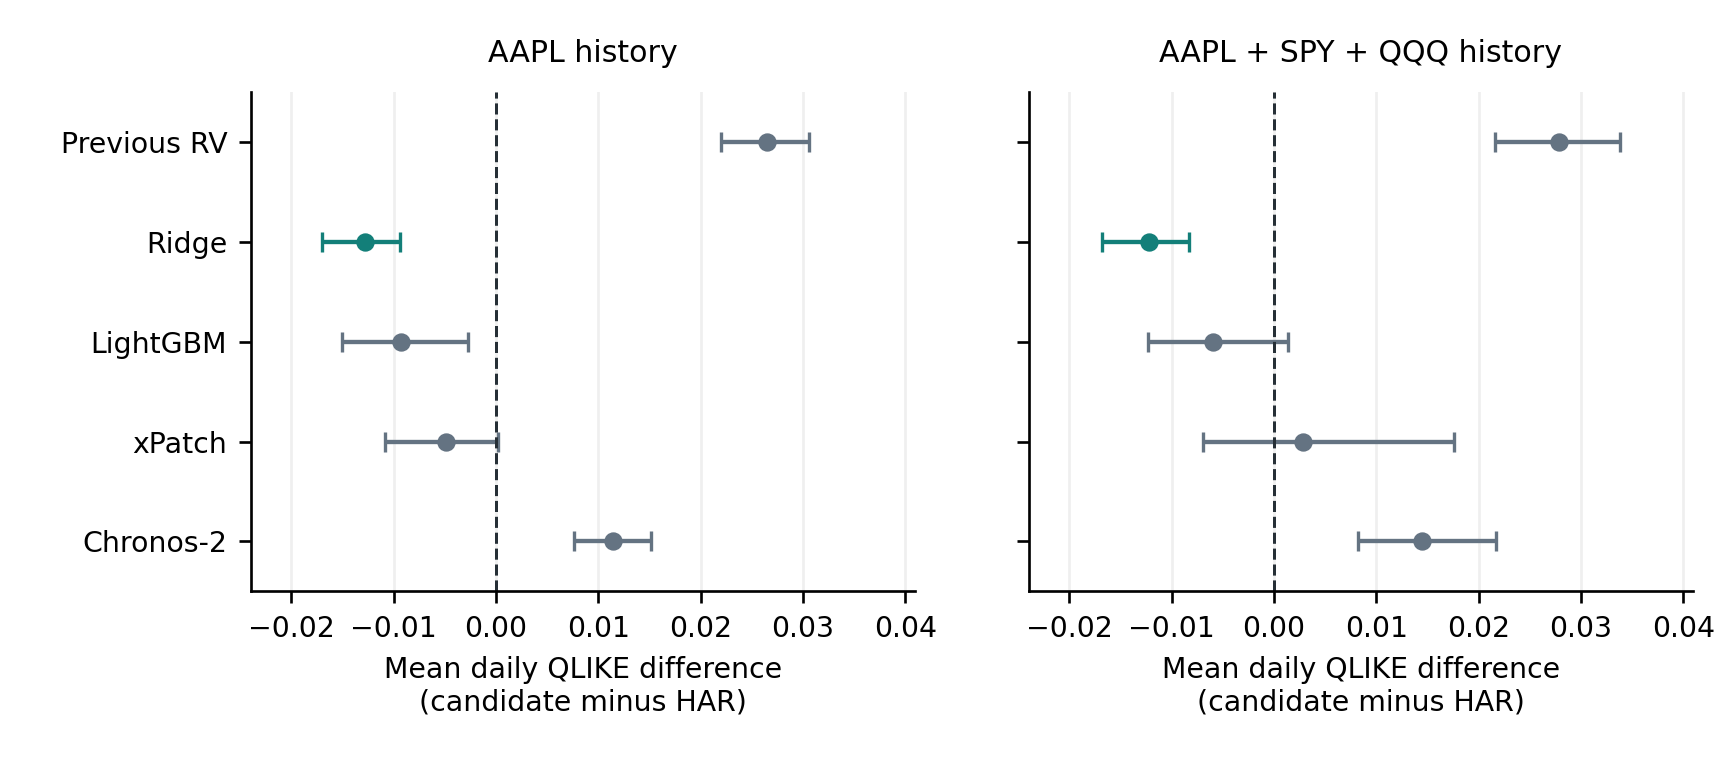 AAPL history
AAPL + SPY + QQQ history
Previous RV
Ridge
LightGBM
xPatch
Chronos-2
−0.02 −0.01 0.00 0.01 0.02 0.03 0.04
−0.02 −0.01 0.00 0.01 0.02 0.03 0.04
Mean daily QLIKE difference
(candidate minus HAR)
Mean daily QLIKE difference
(candidate minus HAR)